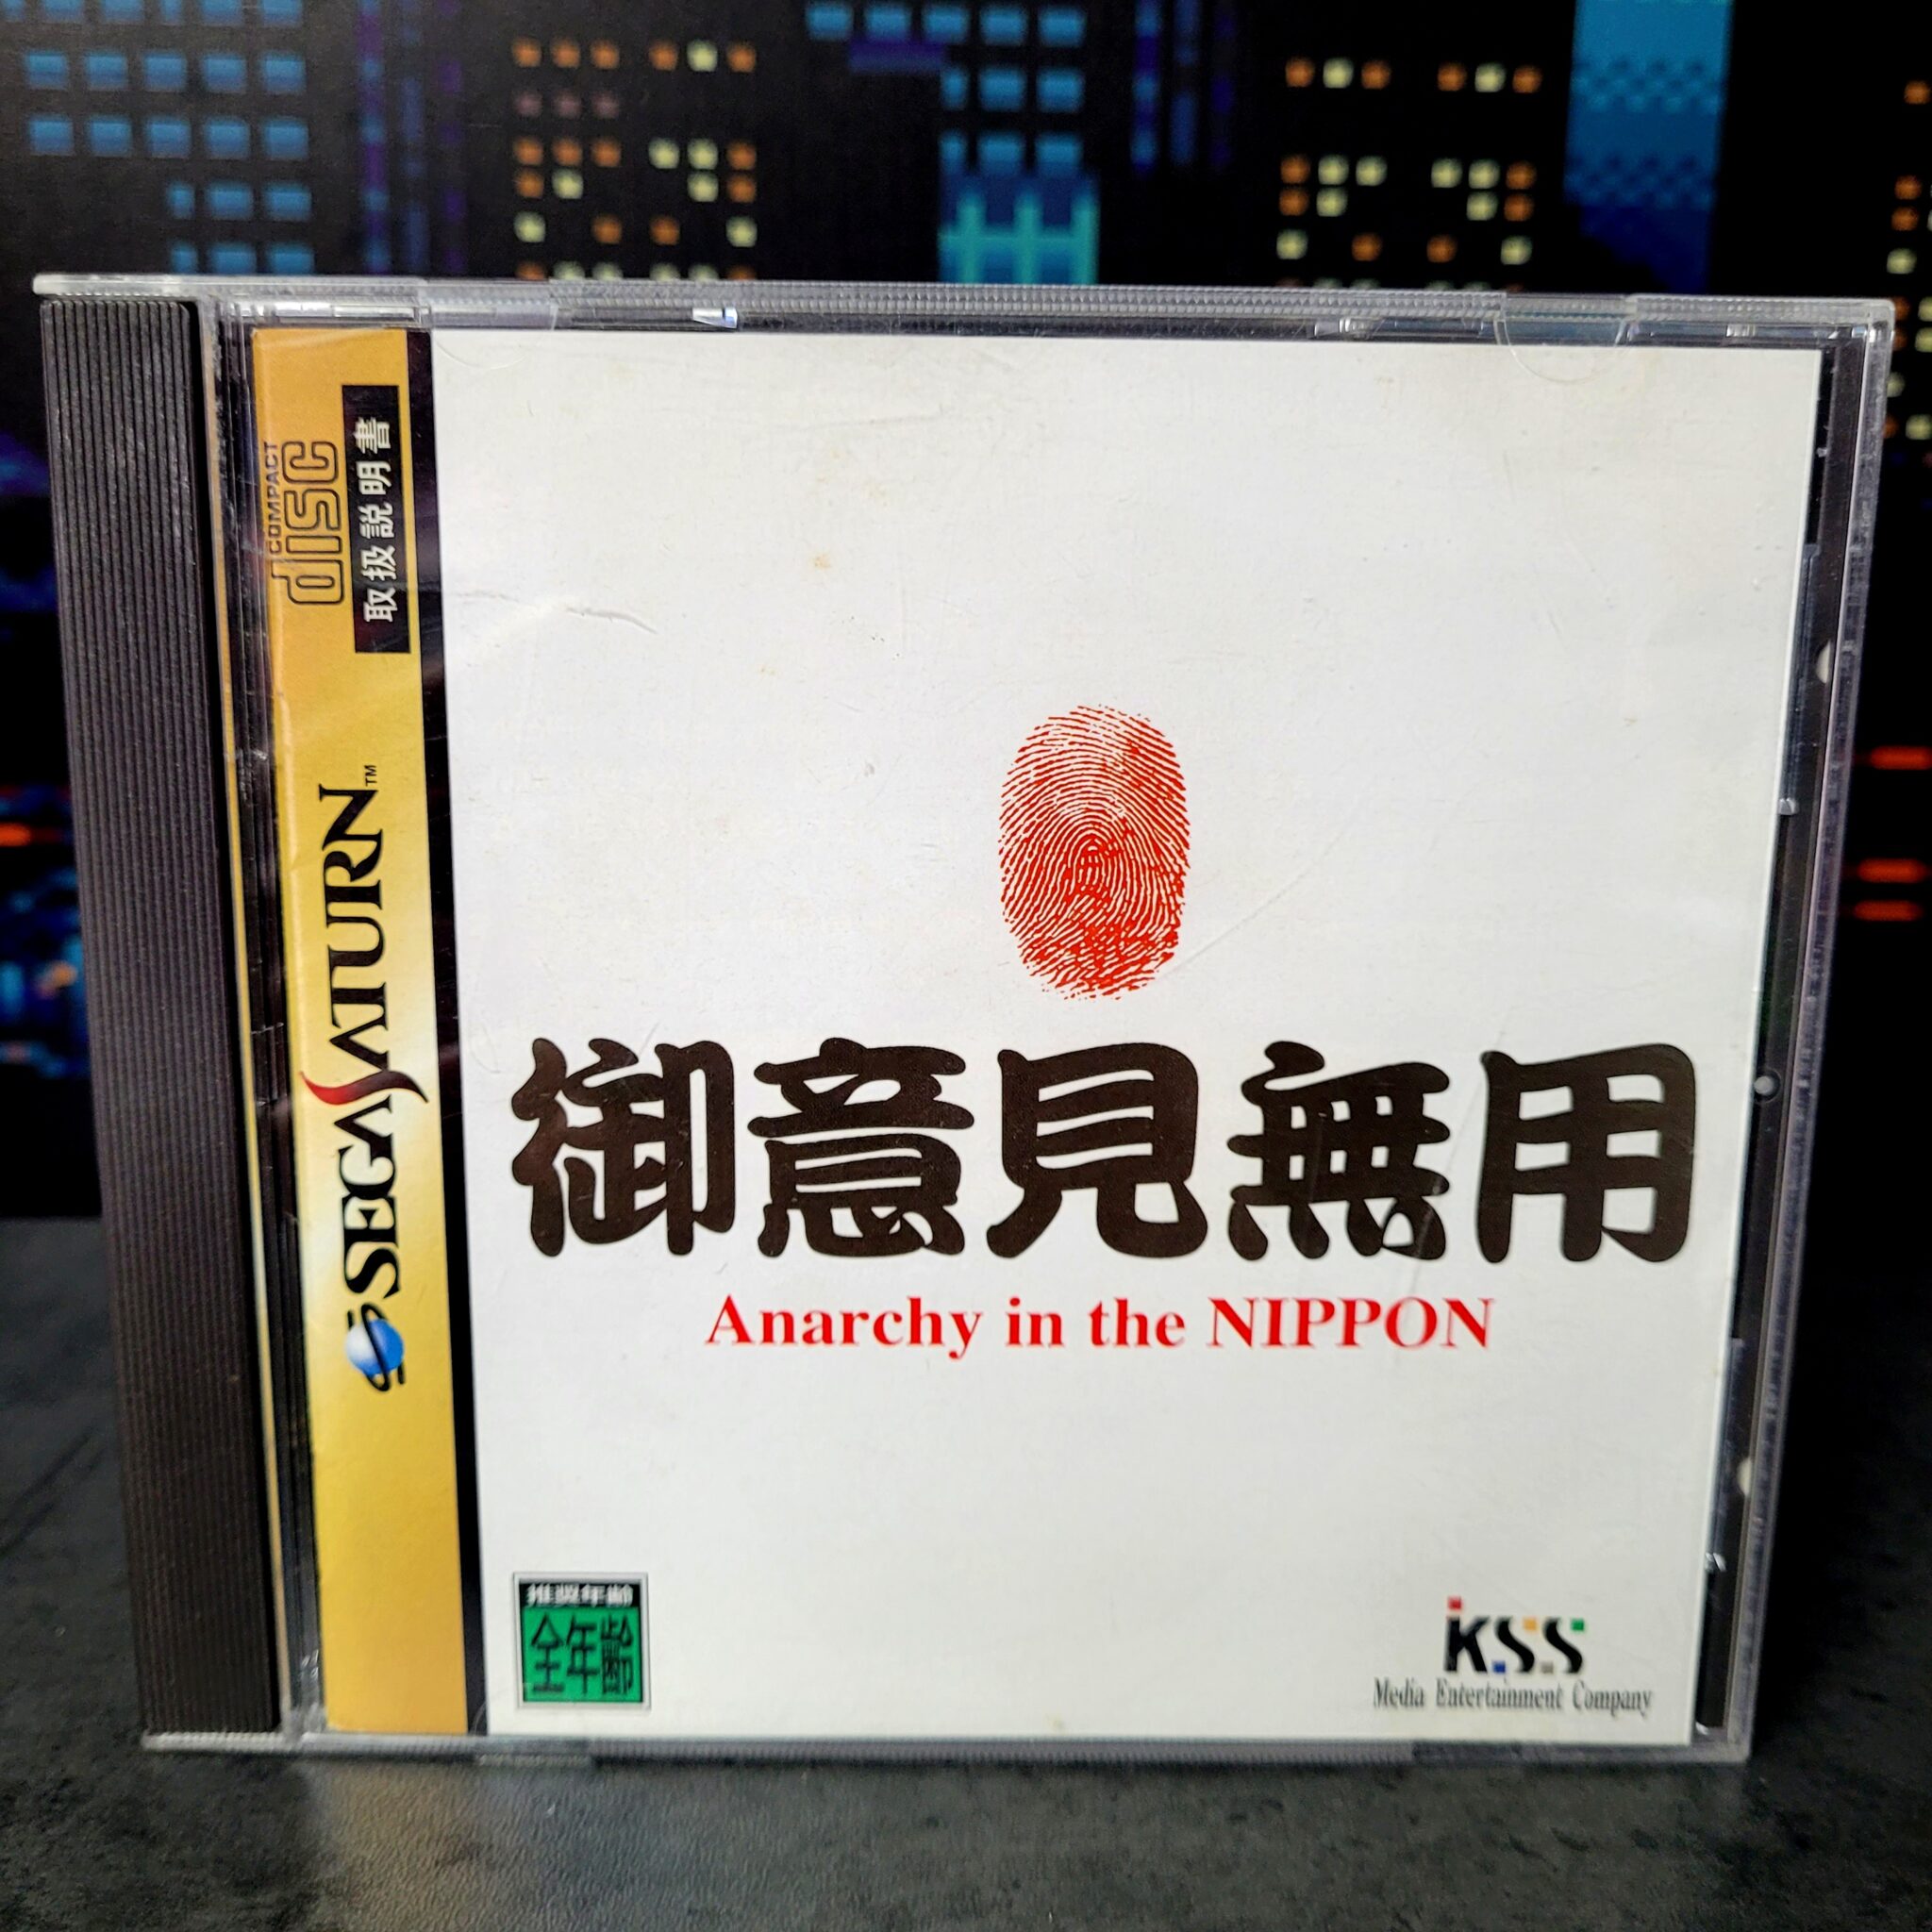 COMPACT
disc
取扱説明書
SEGA SATURN™
御意見無用
Anarchy in the NIPPON
推奨年齢
全年齢
KSS
Media Entertainment Company